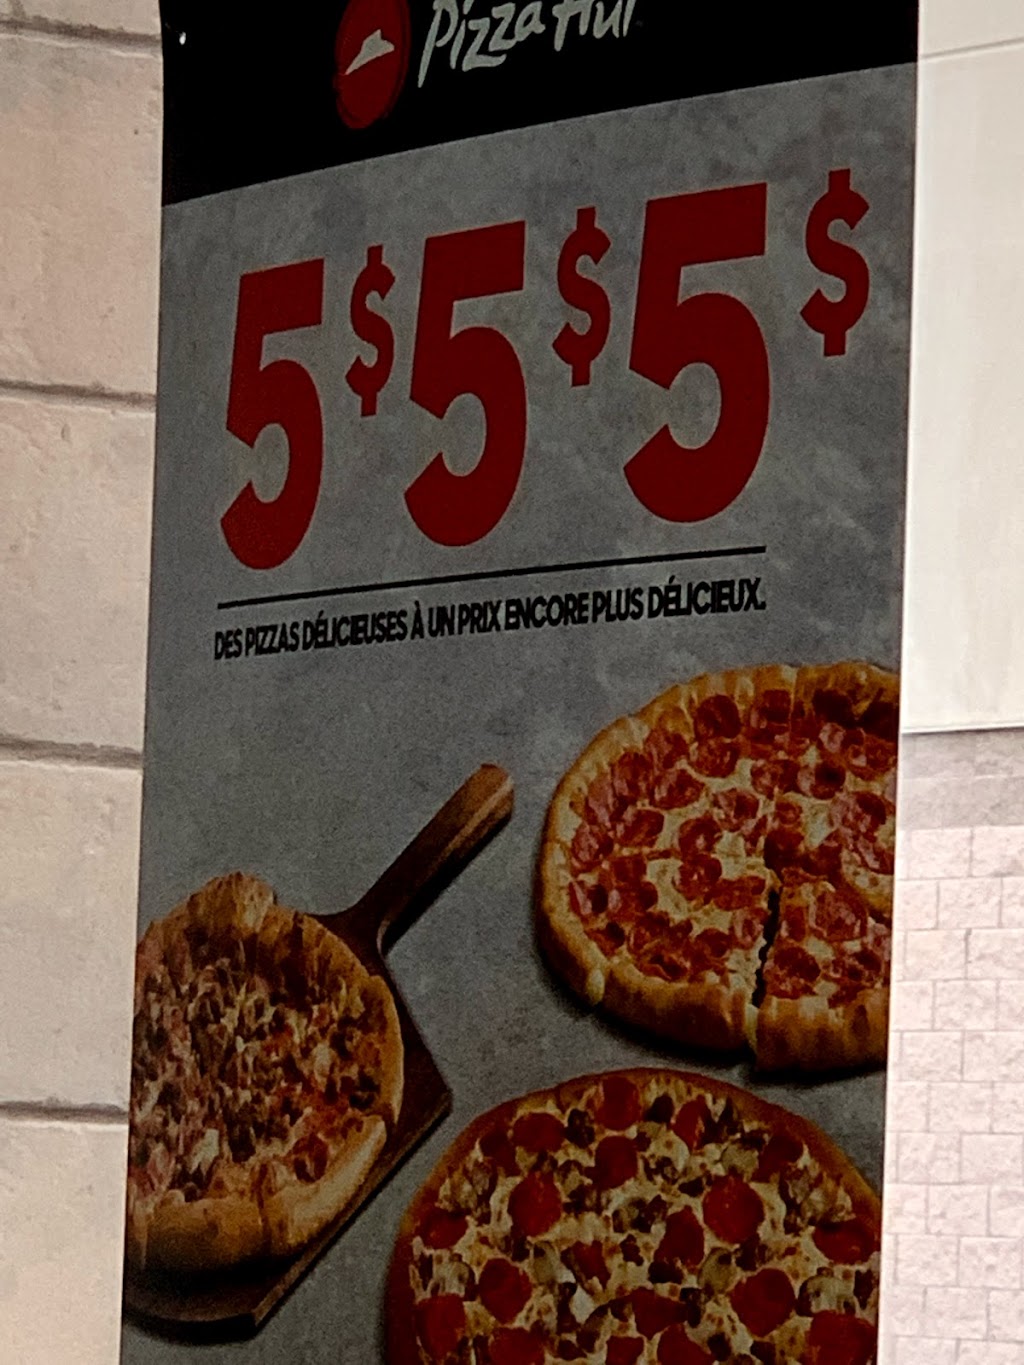 Pizza Hut
5$ 5$ 5$
DES PIZZAS DÉLICIEUSES À UN PRIX ENCORE PLUS DÉLICIEUX.